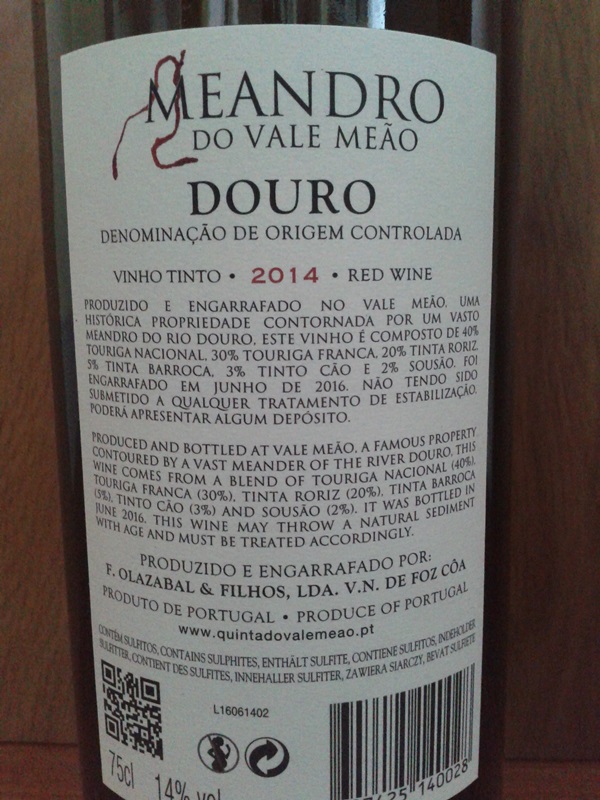 MEANDRO
DO VALE MEÃO
DOURO
DENOMINAÇÃO DE ORIGEM CONTROLADA
VINHO TINTO • 2014 • RED WINE
PRODUZIDO E ENGARRAFADO NO VALE MEÃO, UMA
HISTÓRICA PROPRIEDADE CONTORNADA POR UM VASTO
MEANDRO DO RIO DOURO, ESTE VINHO É COMPOSTO DE 40%
TOURIGA NACIONAL, 30% TOURIGA FRANCA, 20% TINTA RORIZ
5% TINTA BARROCA, 3% TINTO CÃO E 2% SOUSÃO. FOI
ENGARRAFADO EM JUNHO DE 2016. NÃO TENDO SIDO
SUBMETIDO A QUALQUER TRATAMENTO DE ESTABILIZAÇÃO,
PODERÁ APRESENTAR ALGUM DEPÓSITO.
PRODUCED AND BOTTLED AT VALE MEÃO, A FAMOUS PROPERTY
CONTOURED BY A VAST MEANDER OF THE RIVER DOURO, THIS
WINE COMES FROM A BLEND OF TOURIGA NACIONAL (40%),
TOURIGA FRANCA (30%), TINTA RORIZ (20%), TINTA BARROCA
(5%), TINTO CÃO (3%) AND SOUSÃO (2%). IT WAS BOTTLED IN
JUNE 2016. THIS WINE MAY THROW A NATURAL SEDIMENT
WITH AGE AND MUST BE TREATED ACCORDINGLY.
PRODUZIDO E ENGARRAFADO POR:
F. OLAZABAL & FILHOS, LDA. V.N. DE FOZ CÔA
PRODUTO DE PORTUGAL • PRODUCE OF PORTUGAL
www.quintadovalemeao.pt
CONTÉM SULFITOS, CONTAINS SULPHITES, ENTHÄLT SULFITE, CONTIENE SULFITOS, INDEHOLDER
SULFITTER, CONTIENT DES SULFITES, INNEHALLER SULFITER, ZAWIERA SIARCZY, BEVAT SULFIETE
L16061402
75cl 14% vol
425 140028